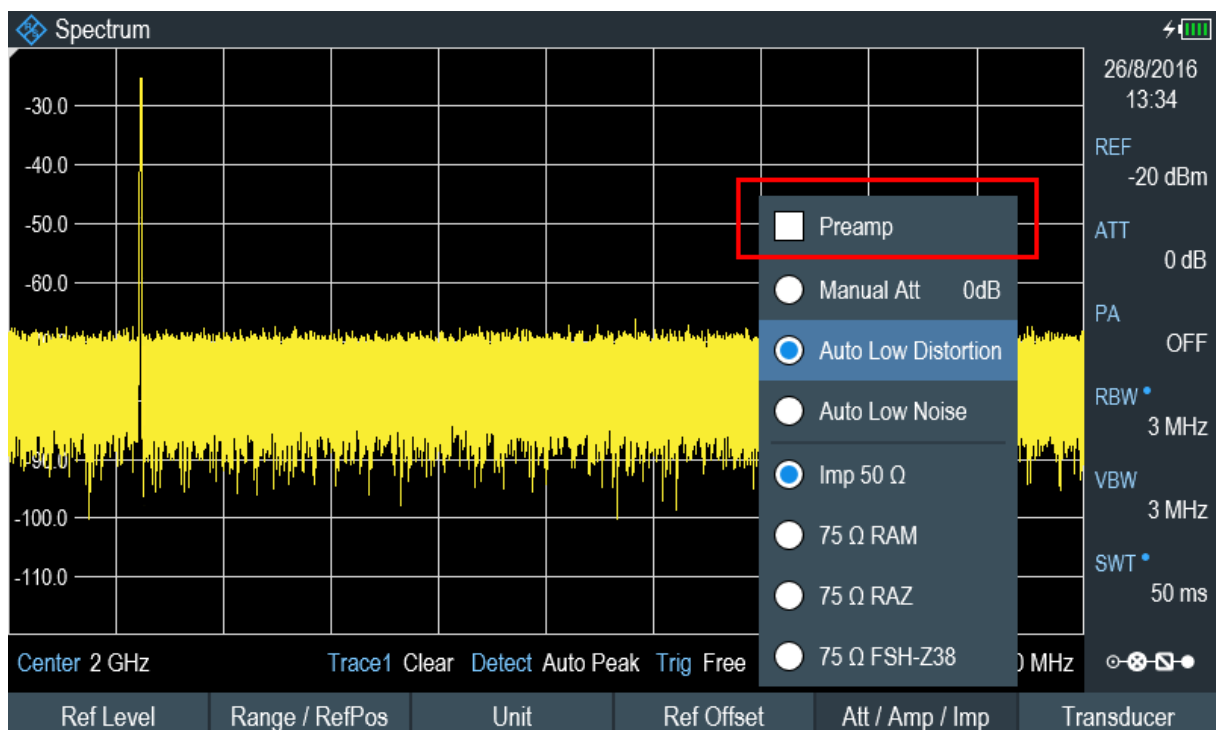 Spectrum
26/8/2016
13:34
-30.0
-40.0
-50.0
-60.0
-90.0
-100.0
-110.0
REF
-20 dBm
ATT
0 dB
PA
OFF
RBW
3 MHz
VBW
3 MHz
SWT
50 ms
Preamp
Manual Att 0dB
Auto Low Distortion
Auto Low Noise
Imp 50 Ω
75 Ω RAM
75 Ω RAZ
75 Ω FSH-Z38
Center 2 GHz Trace1 Clear Detect Auto Peak Trig Free 0 MHz
Ref Level Range / RefPos Unit Ref Offset Att / Amp / Imp Transducer